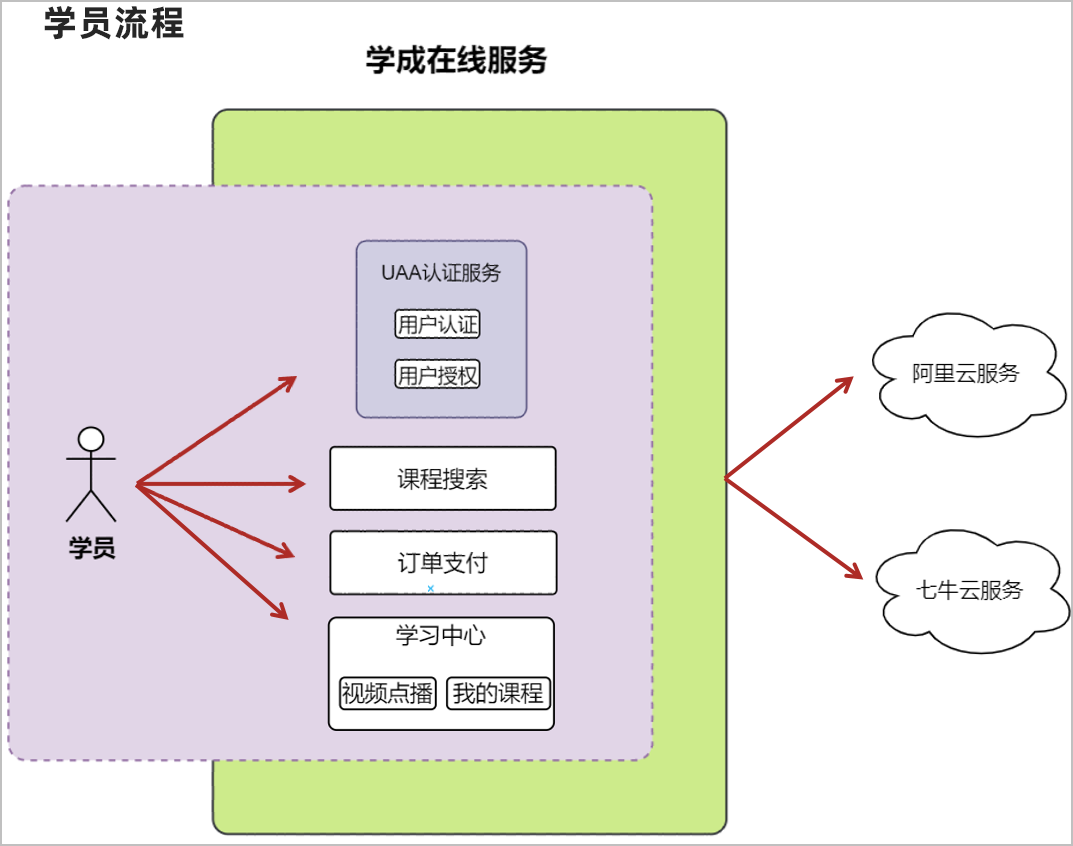 学员流程
学成在线服务
UAA认证服务
用户认证
用户授权
课程搜索
订单支付
学习中心
视频点播 我的课程
学员
阿里云服务
七牛云服务